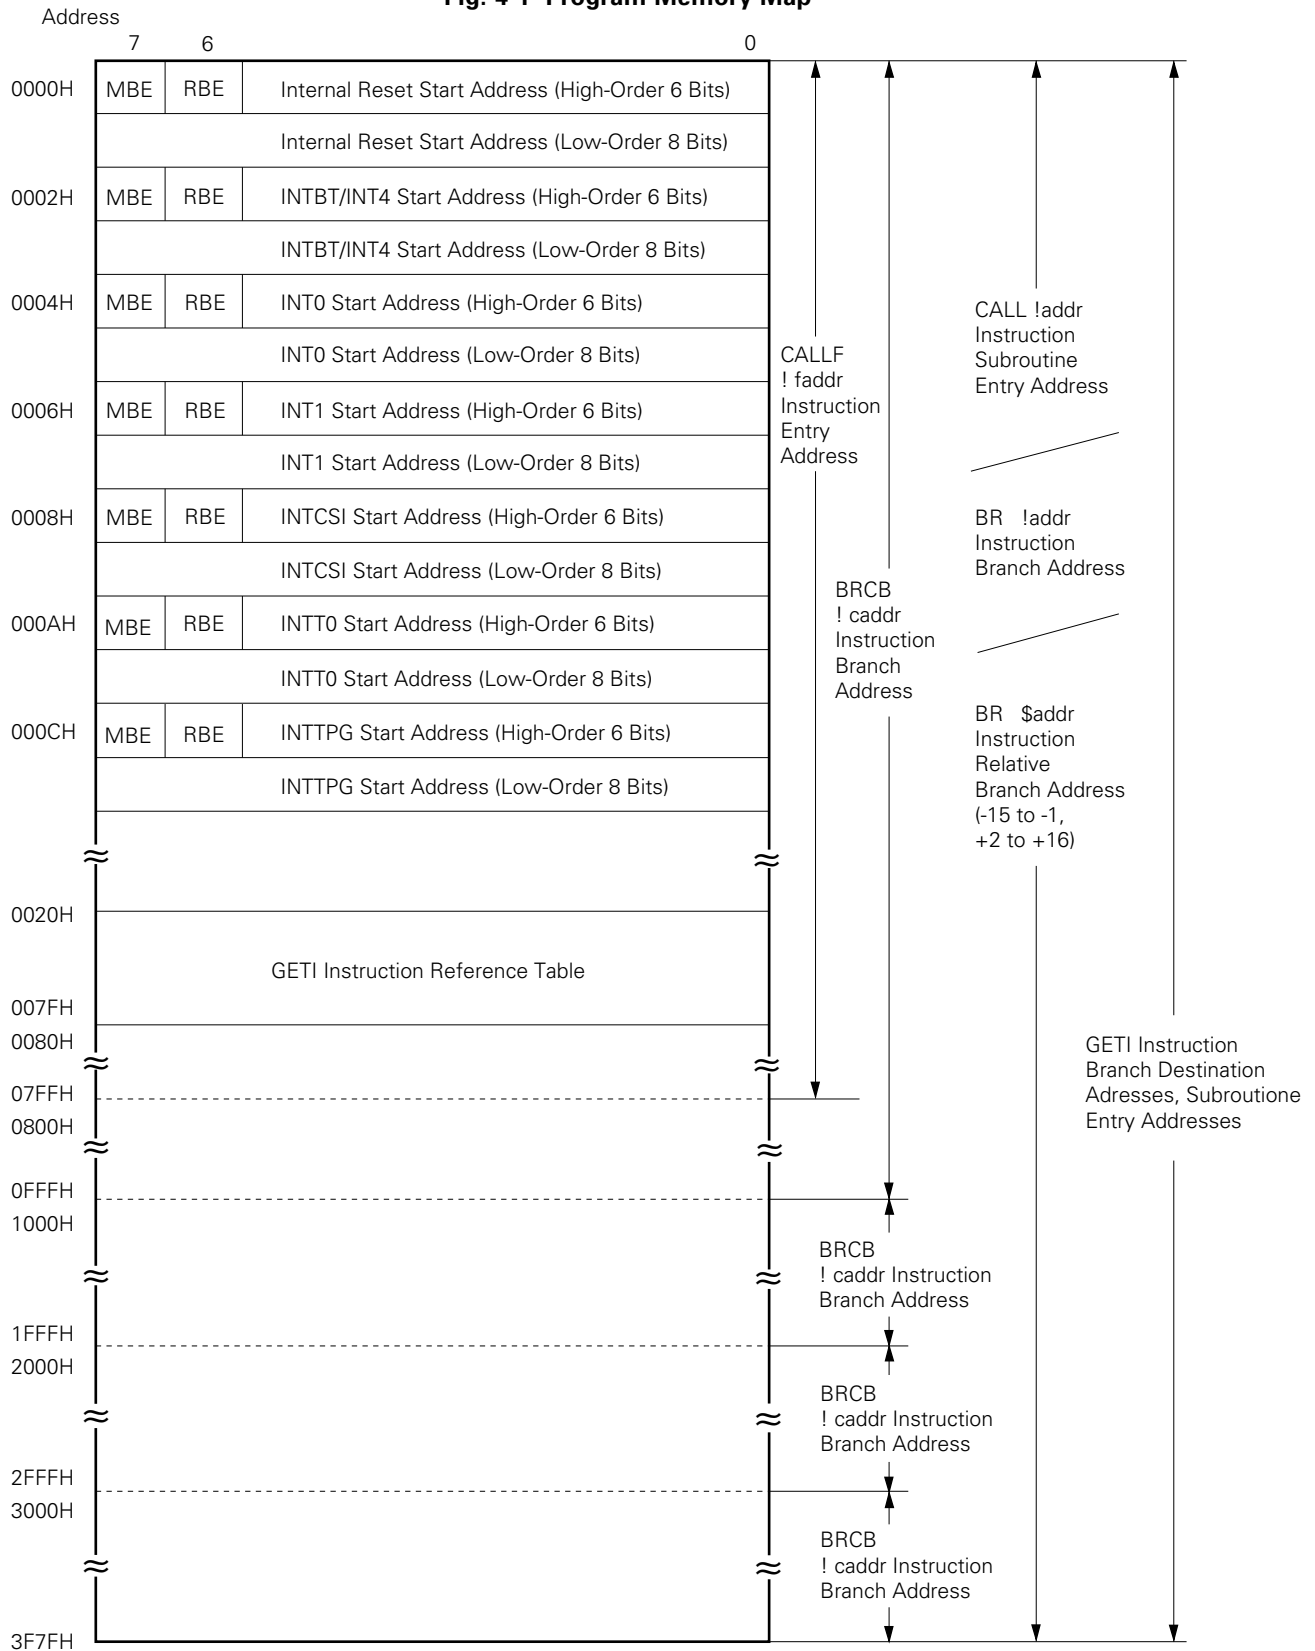 Fig. 4-1 Program Memory Map
Address
7 6 0
0000H MBE RBE Internal Reset Start Address (High-Order 6 Bits)
Internal Reset Start Address (Low-Order 8 Bits)
0002H MBE RBE INTBT/INT4 Start Address (High-Order 6 Bits)
INTBT/INT4 Start Address (Low-Order 8 Bits)
0004H MBE RBE INT0 Start Address (High-Order 6 Bits)
INT0 Start Address (Low-Order 8 Bits)
0006H MBE RBE INT1 Start Address (High-Order 6 Bits)
INT1 Start Address (Low-Order 8 Bits)
0008H MBE RBE INTCSI Start Address (High-Order 6 Bits)
INTCSI Start Address (Low-Order 8 Bits)
000AH MBE RBE INTT0 Start Address (High-Order 6 Bits)
INTT0 Start Address (Low-Order 8 Bits)
000CH MBE RBE INTTPG Start Address (High-Order 6 Bits)
INTTPG Start Address (Low-Order 8 Bits)
0020H
GETI Instruction Reference Table
007FH
0080H
07FFH
0800H
0FFFH
1000H
1FFFH
2000H
2FFFH
3000H
3F7FH
CALLF
! faddr
Instruction
Entry
Address
BRCB
! caddr
Instruction
Branch
Address
BRCB
! caddr Instruction
Branch Address
BRCB
! caddr Instruction
Branch Address
BRCB
! caddr Instruction
Branch Address
CALL !addr
Instruction
Subroutine
Entry Address
BR !addr
Instruction
Branch Address
BR $addr
Instruction
Relative
Branch Address
(-15 to -1,
+2 to +16)
GETI Instruction
Branch Destination
Adresses, Subroutione
Entry Addresses